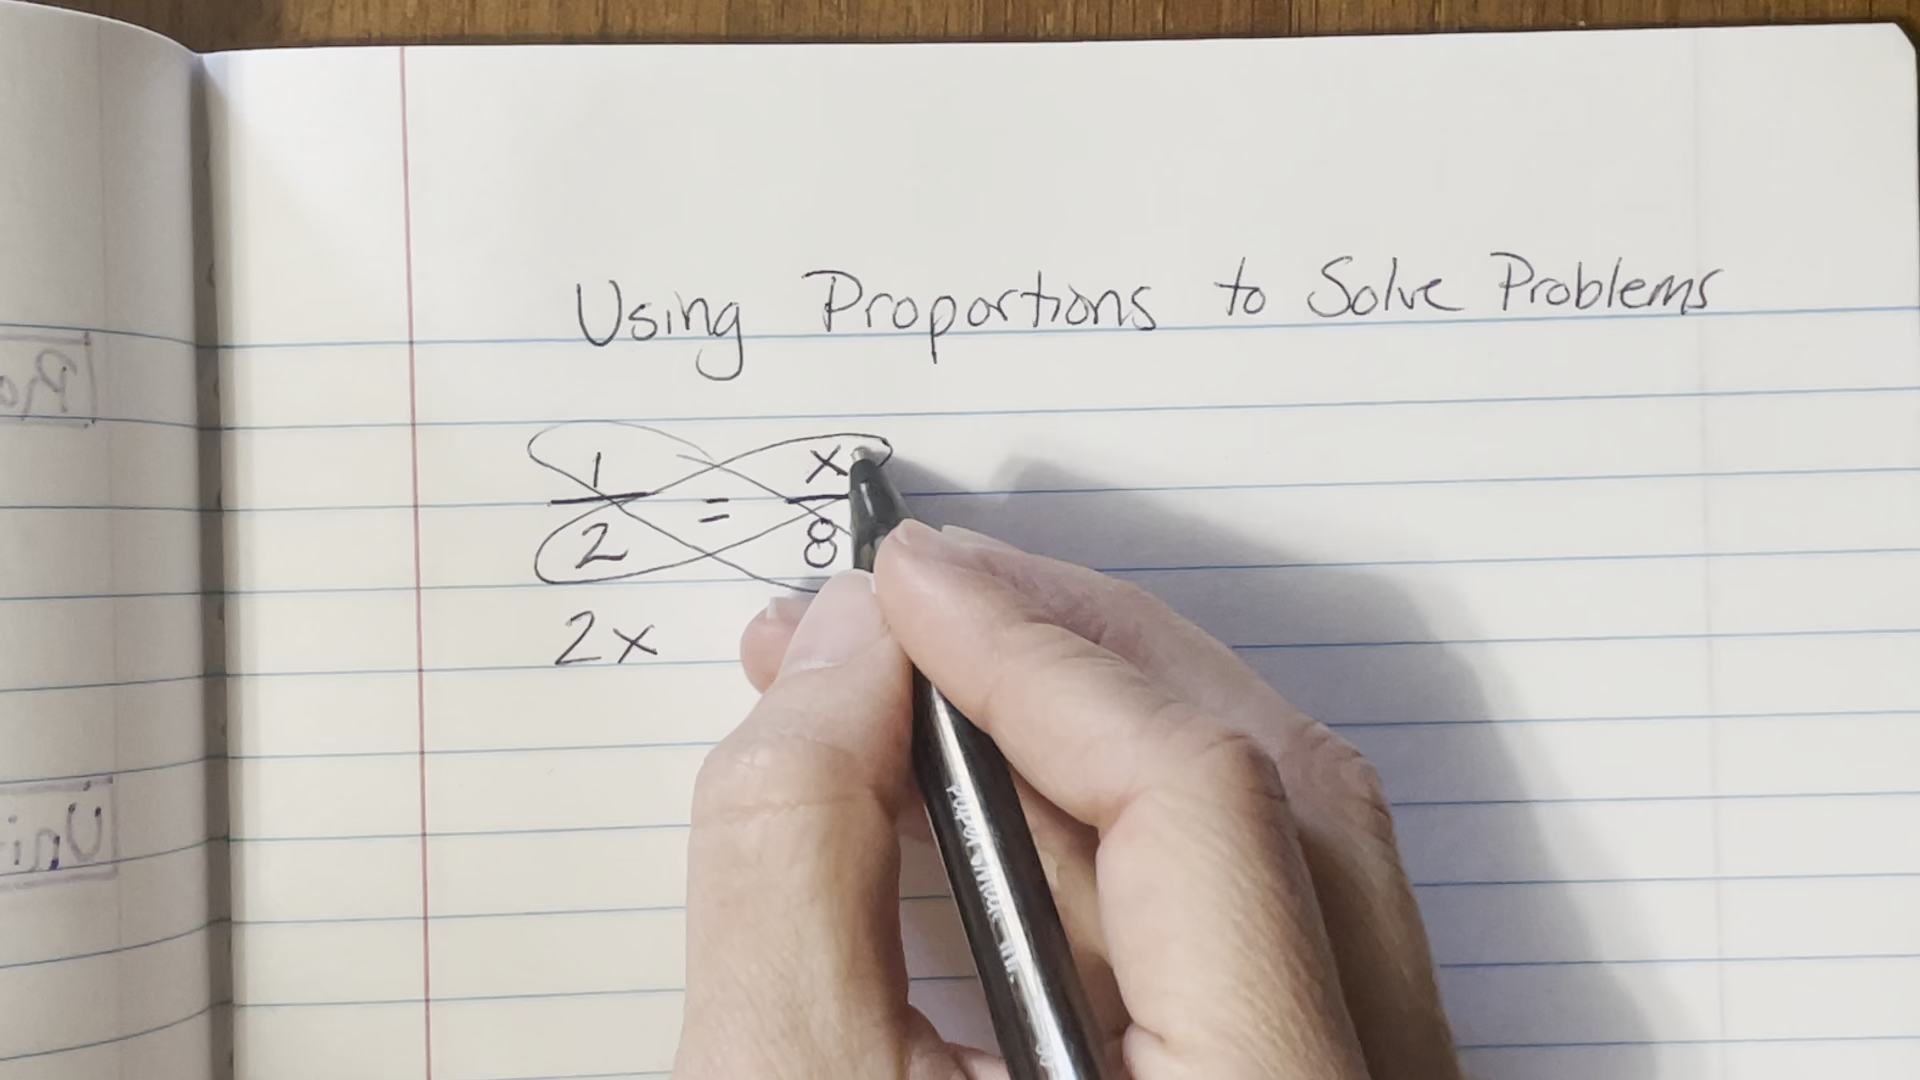 Using Proportions to Solve Problems
1/2 = x/8
2x